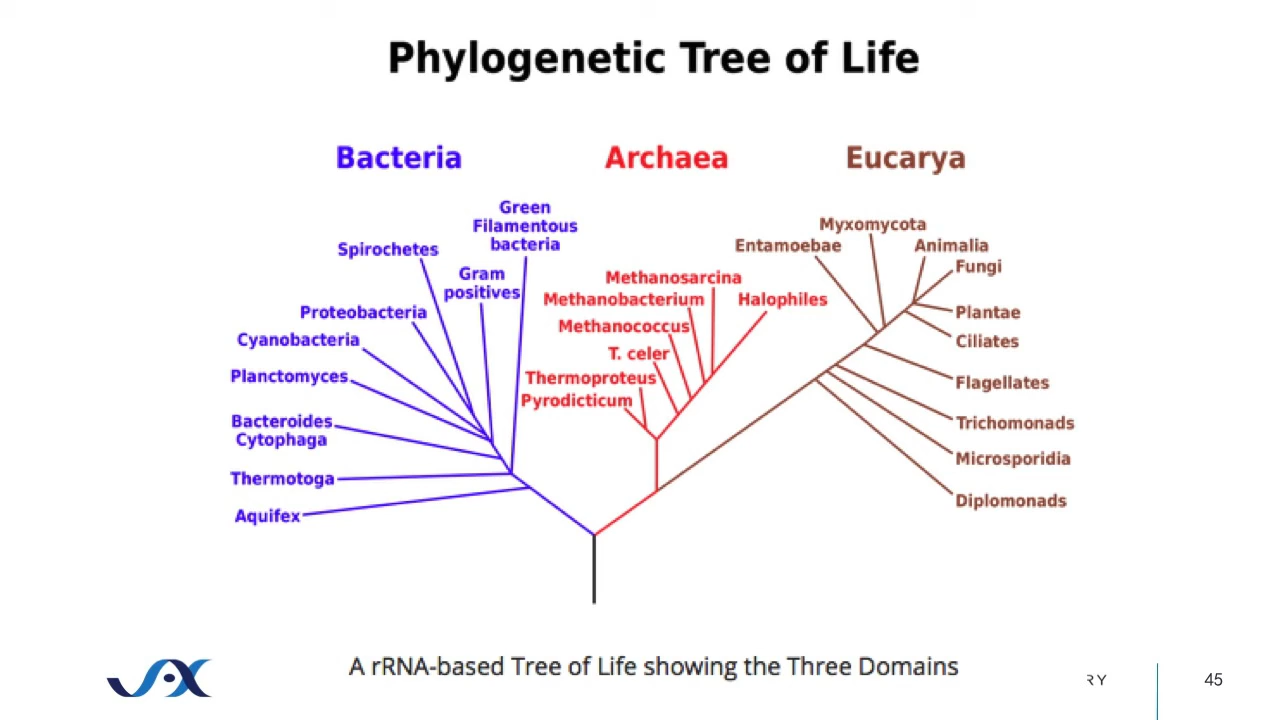 Phylogenetic Tree of Life
Bacteria
Archaea
Eucarya
Green
Filamentous
bacteria
Spirochetes
Gram
positives
Proteobacteria
Cyanobacteria
Planctomyces
Bacteroides
Cytophaga
Thermotoga
Aquifex
Methanosarcina
Methanobacterium
Halophiles
Methanococcus
T. celer
Thermoproteus
Pyrodicticum
Myxomycota
Entamoebae
Animalia
Fungi
Plantae
Ciliates
Flagellates
Trichomonads
Microsporidia
Diplomonads
A rRNA-based Tree of Life showing the Three Domains
JAX
RY
45